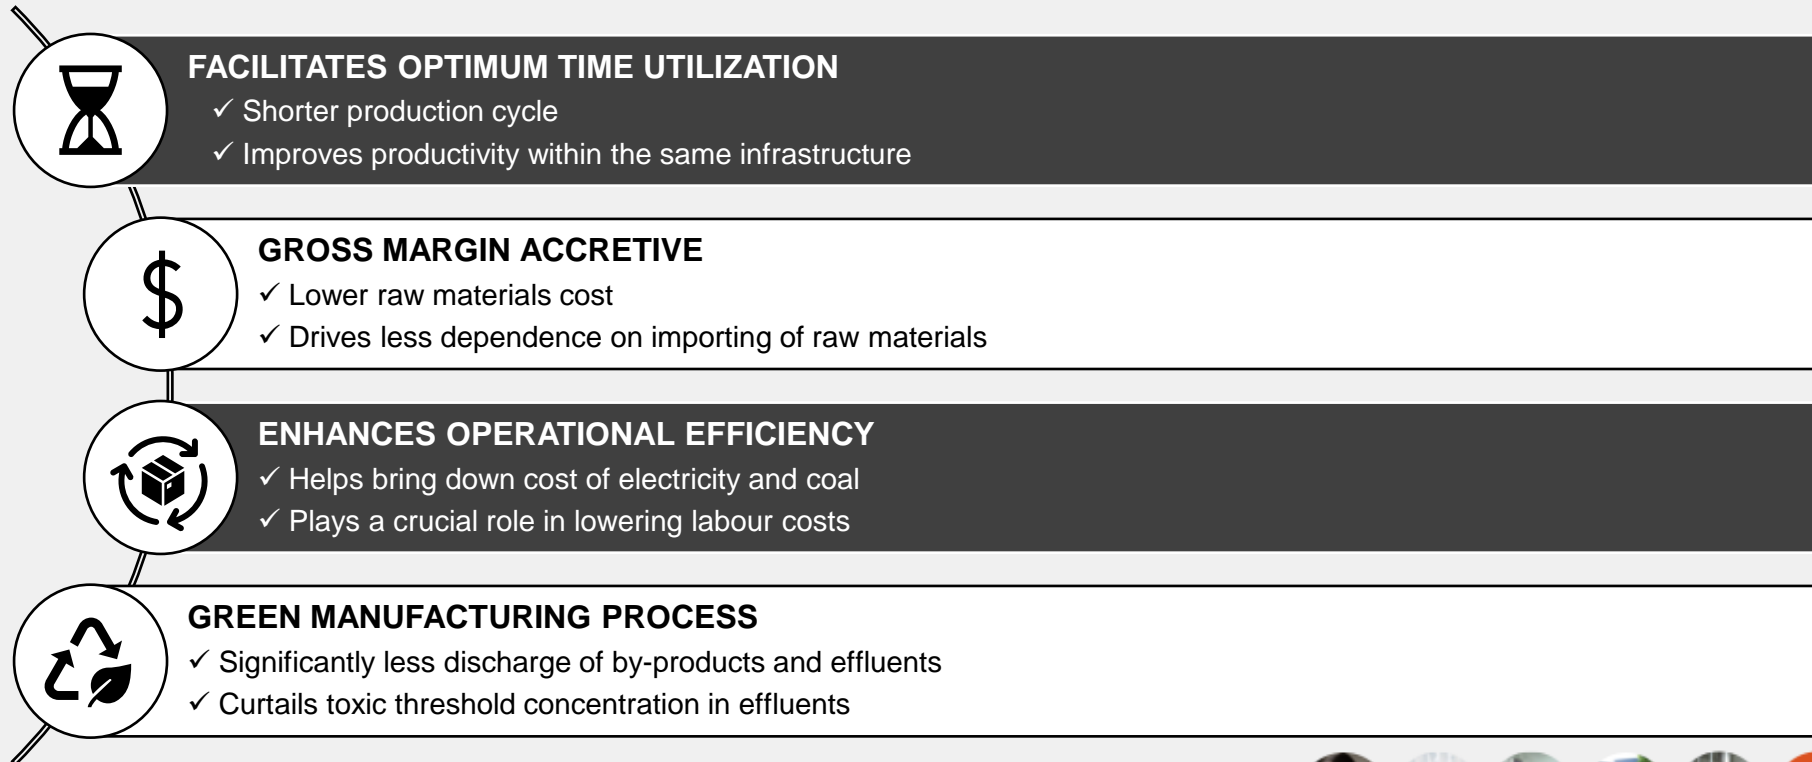 FACILITATES OPTIMUM TIME UTILIZATION
✓ Shorter production cycle
✓ Improves productivity within the same infrastructure
$
GROSS MARGIN ACCRETIVE
✓ Lower raw materials cost
✓ Drives less dependence on importing of raw materials
ENHANCES OPERATIONAL EFFICIENCY
✓ Helps bring down cost of electricity and coal
✓ Plays a crucial role in lowering labour costs
GREEN MANUFACTURING PROCESS
✓ Significantly less discharge of by-products and effluents
✓ Curtails toxic threshold concentration in effluents